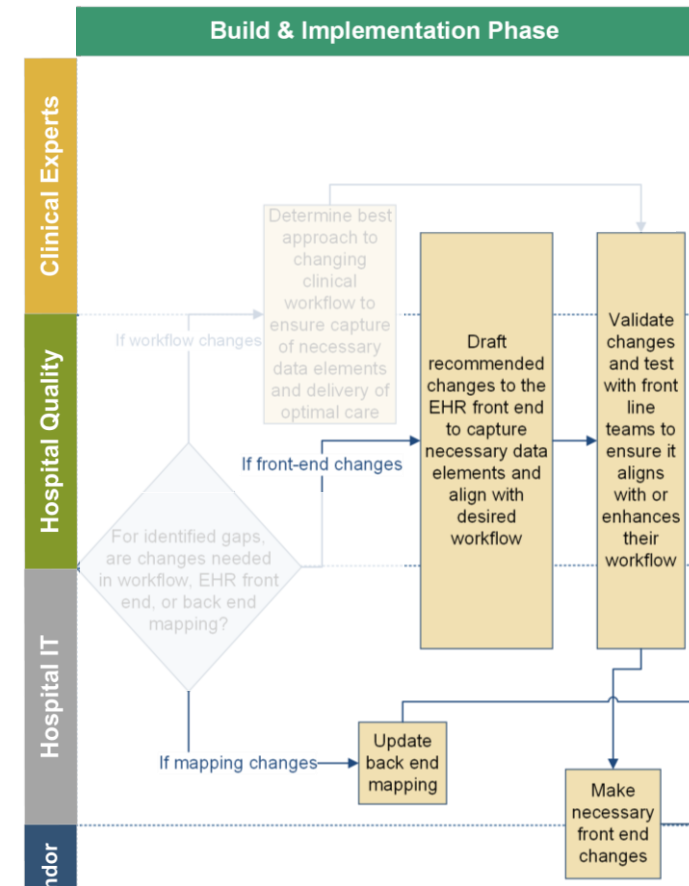 Build & Implementation Phase
Clinical Experts
Hospital Quality
Hospital IT
ndor
Determine best
approach to
changing
clinical
workflow to
ensure capture
of necessary
data elements
and delivery of
optimal care
If workflow changes
Draft
recommended
changes to the
EHR front end
to capture
necessary data
elements and
align with
desired
workflow
Validate
changes and
test with front
line
teams to
ensure it
aligns
with or
enhances
their
workflow
If front-end changes
For identified gaps,
are changes needed
in workflow, EHR front
end, or back end
mapping?
If mapping changes
Update
back end
mapping
Make
necessary
front end
changes